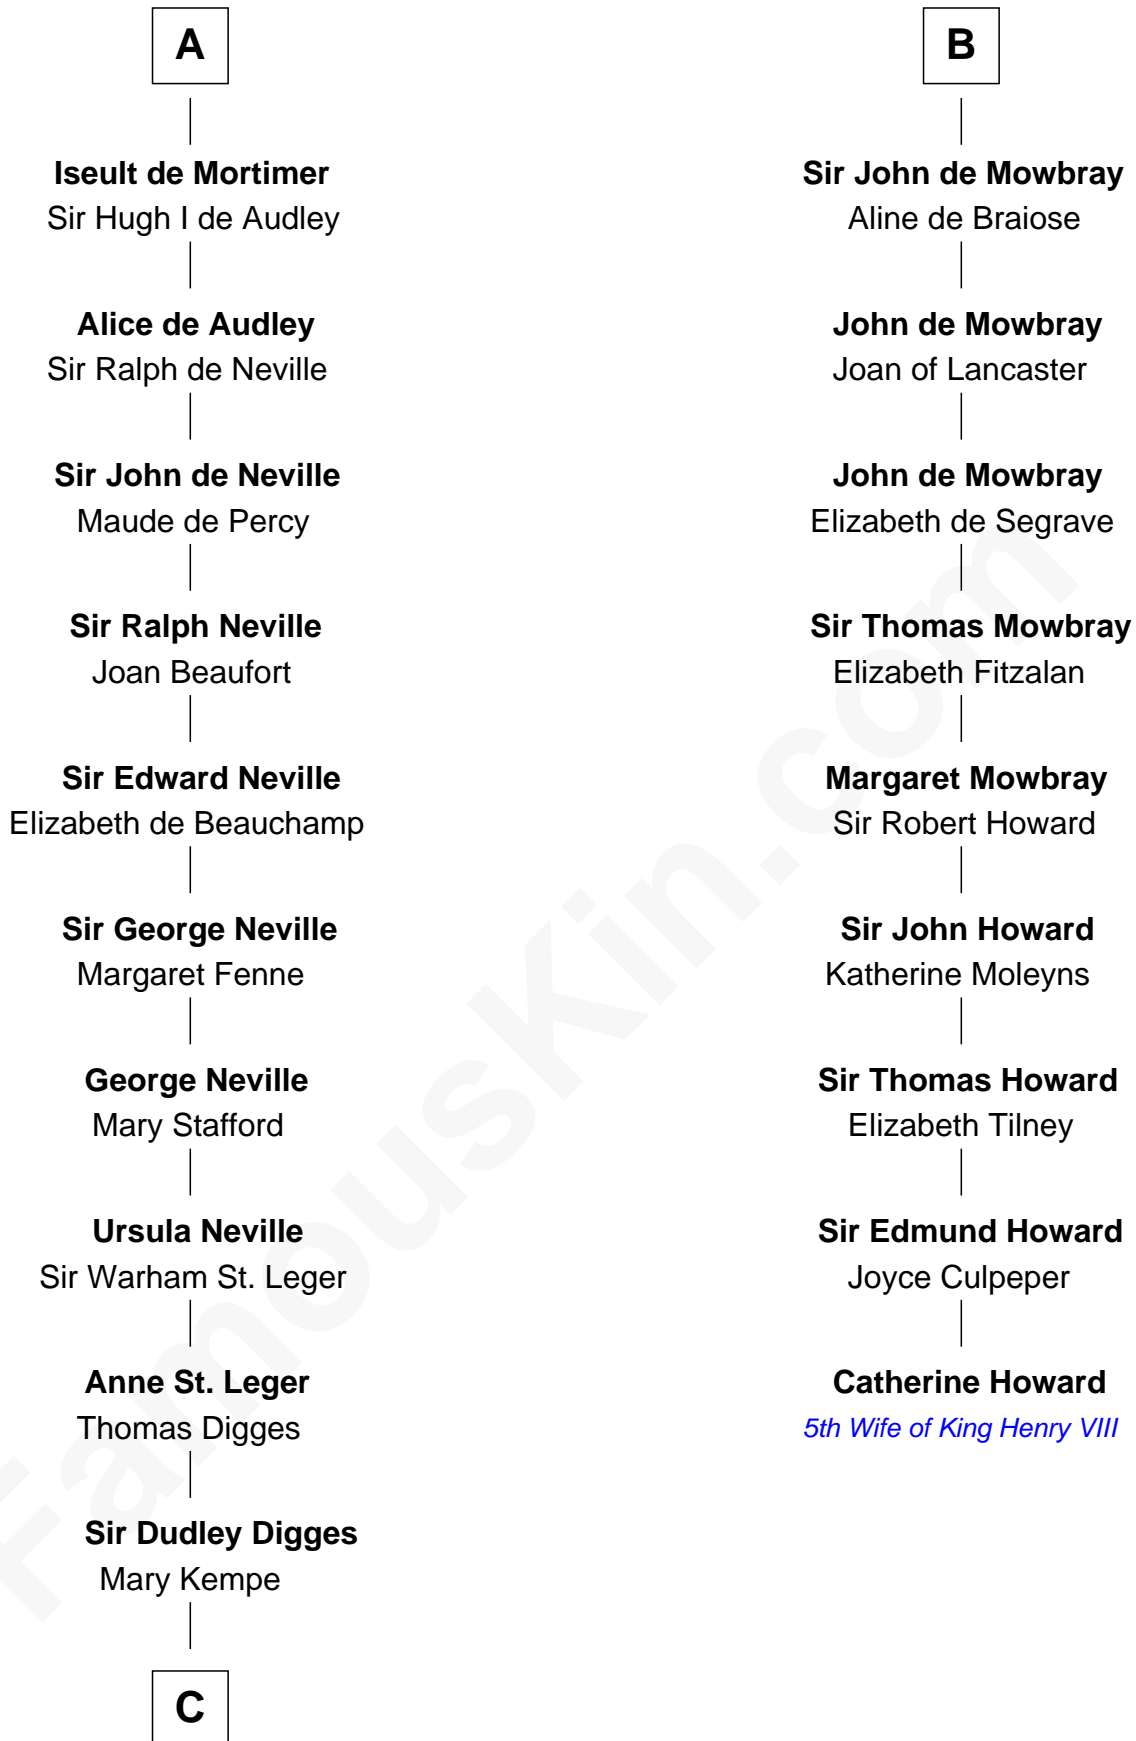 A
Iseult de Mortimer
Sir Hugh I de Audley
Alice de Audley
Sir Ralph de Neville
Sir John de Neville
Maude de Percy
Sir Ralph Neville
Joan Beaufort
Sir Edward Neville
Elizabeth de Beauchamp
Sir George Neville
Margaret Fenne
George Neville
Mary Stafford
Ursula Neville
Sir Warham St. Leger
Anne St. Leger
Thomas Digges
Sir Dudley Digges
Mary Kempe
C
B
Sir John de Mowbray
Aline de Braiose
John de Mowbray
Joan of Lancaster
John de Mowbray
Elizabeth de Segrave
Sir Thomas Mowbray
Elizabeth Fitzalan
Margaret Mowbray
Sir Robert Howard
Sir John Howard
Katherine Moleyns
Sir Thomas Howard
Elizabeth Tilney
Sir Edmund Howard
Joyce Culpeper
Catherine Howard
5th Wife of King Henry VIII
FamousKin.com